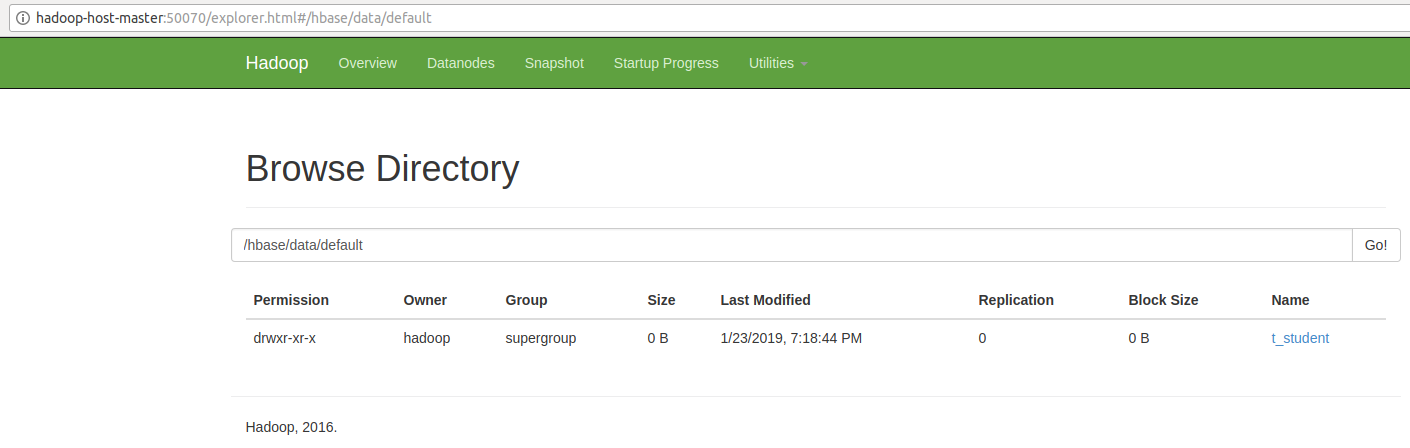 hadoop-host-master:50070/explorer.html#/hbase/data/default
Hadoop Overview Datanodes Snapshot Startup Progress Utilities
Browse Directory
/hbase/data/default Go!
Permission Owner Group Size Last Modified Replication Block Size Name
drwxr-xr-x hadoop supergroup 0 B 1/23/2019, 7:18:44 PM 0 0 B t_student
Hadoop, 2016.